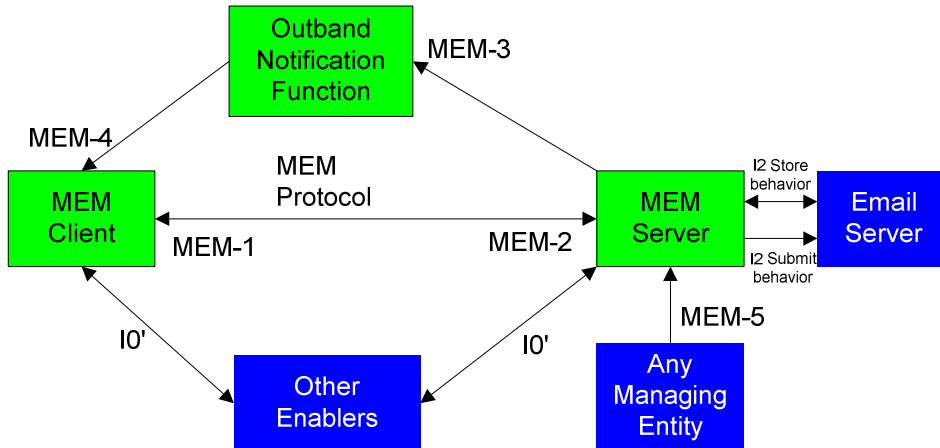 Outband
Notification
Function
MEM-3
MEM-4
MEM
Protocol
MEM
Client
MEM-1
MEM-2
MEM
Server
I2 Store
behavior
Email
Server
I2 Submit
behavior
MEM-5
I0'
I0'
Other
Enablers
Any
Managing
Entity